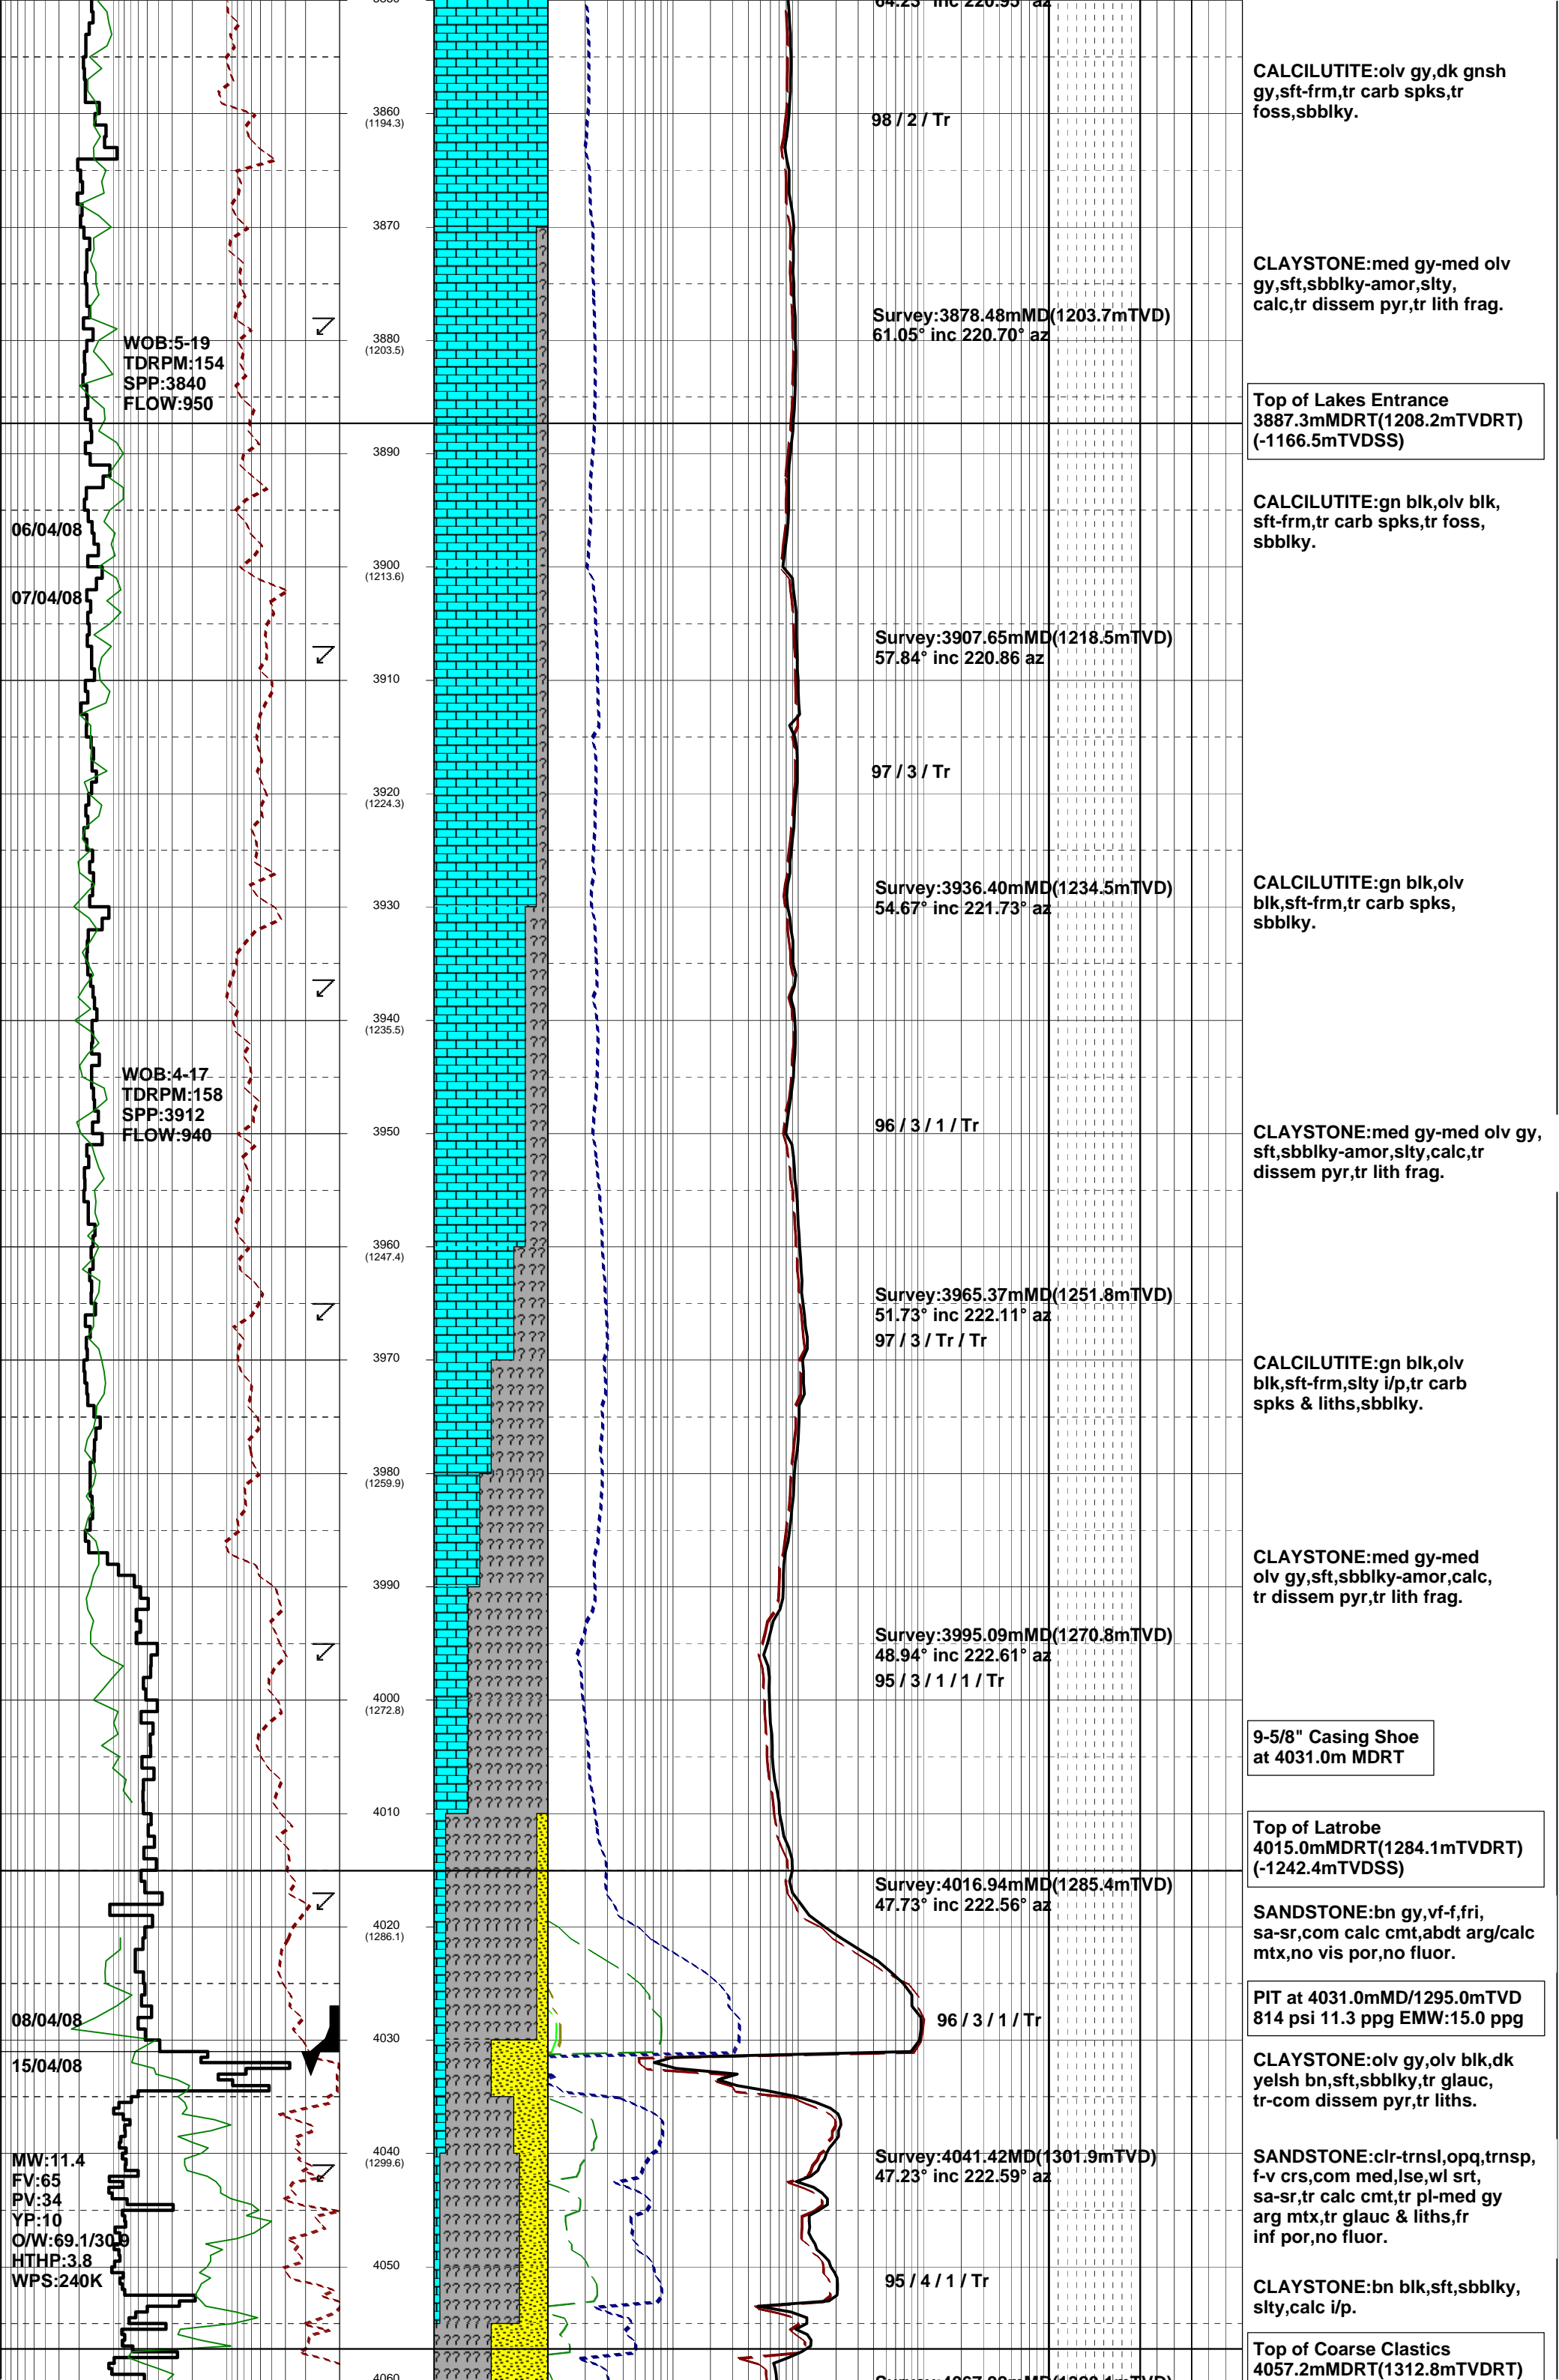 64.23° inc 220.95° az
CALCILUTITE:olv gy,dk gnsh
gy,sft-frm,tr carb spks,tr
foss,sbblky.
3860
(1194.3)
98 / 2 / Tr
3870
CLAYSTONE:med gy-med olv
gy,sft,sbblky-amor,slty,
calc,tr dissem pyr,tr lith frag.
Survey:3878.48mMD(1203.7mTVD)
61.05° inc 220.70° az
WOB:5-19
TDRPM:154
SPP:3840
FLOW:950
3880
(1203.5)
Top of Lakes Entrance
3887.3mMDRT(1208.2mTVDRT)
(-1166.5mTVDSS)
3890
CALCILUTITE:gn blk,olv blk,
sft-frm,tr carb spks,tr foss,
sbblky.
06/04/08
3900
(1213.6)
07/04/08
Survey:3907.65mMD(1218.5mTVD)
57.84° inc 220.86 az
3910
97 / 3 / Tr
3920
(1224.3)
Survey:3936.40mMD(1234.5mTVD)
54.67° inc 221.73° az
CALCILUTITE:gn blk,olv
blk,sft-frm,tr carb spks,
sbblky.
3930
3940
(1235.5)
WOB:4-17
TDRPM:158
SPP:3912
FLOW:940
96 / 3 / 1 / Tr
3950
CLAYSTONE:med gy-med olv gy,
sft,sbblky-amor,slty,calc,tr
dissem pyr,tr lith frag.
3960
(1247.4)
Survey:3965.37mMD(1251.8mTVD)
51.73° inc 222.11° az
97 / 3 / Tr / Tr
3970
CALCILUTITE:gn blk,olv
blk,sft-frm,slty i/p,tr carb
spks & liths,sbblky.
3980
(1259.9)
CLAYSTONE:med gy-med
olv gy,sft,sbblky-amor,calc,
tr dissem pyr,tr lith frag.
3990
Survey:3995.09mMD(1270.8mTVD)
48.94° inc 222.61° az
95 / 3 / 1 / 1 / Tr
4000
(1272.8)
9-5/8" Casing Shoe
at 4031.0m MDRT
4010
Top of Latrobe
4015.0mMDRT(1284.1mTVDRT)
(-1242.4mTVDSS)
Survey:4016.94mMD(1285.4mTVD)
47.73° inc 222.56° az
4020
(1286.1)
SANDSTONE:bn gy,vf-f,fri,
sa-sr,com calc cmt,abdt arg/calc
mtx,no vis por,no fluor.
PIT at 4031.0mMD/1295.0mTVD
814 psi 11.3 ppg EMW:15.0 ppg
08/04/08
96 / 3 / 1 / Tr
4030
15/04/08
CLAYSTONE:olv gy,olv blk,dk
yelsh bn,sft,sbblky,tr glauc,
tr-com dissem pyr,tr liths.
4040
(1299.6)
Survey:4041.42MD(1301.9mTVD)
47.23° inc 222.59° az
SANDSTONE:clr-trnsl,opq,trnsp,
f-v crs,com med,lse,wl srt,
sa-sr,tr calc cmt,tr pl-med gy
arg mtx,tr glauc & liths,fr
inf por,no fluor.
MW:11.4
FV:65
PV:34
YP:10
O/W:69.1/30.9
HTHP:3.8
WPS:240K
4050
95 / 4 / 1 / Tr
CLAYSTONE:bn blk,sft,sbblky,
slty,calc i/p.
Top of Coarse Clastics
4057.2mMDRT(1312.8mTVDRT)
4060